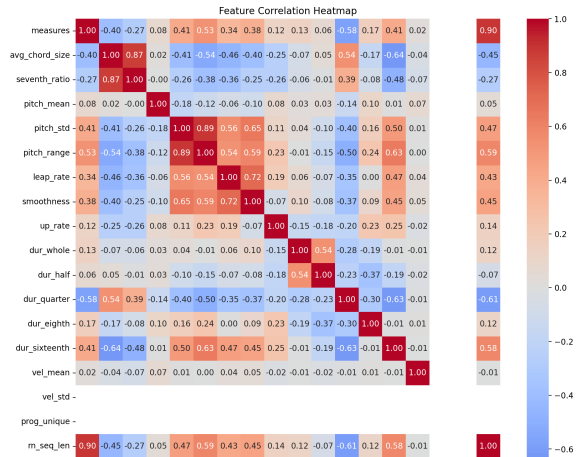 Feature Correlation Heatmap
measures 1.00 -0.40 -0.27 0.08 0.41 0.53 0.34 0.38 0.12 0.13 0.06 -0.58 0.17 0.41 0.02 0.90
avg_chord_size -0.40 1.00 0.87 0.02 -0.41 -0.54 -0.46 -0.40 -0.25 -0.07 -0.05 0.54 -0.17 -0.64 -0.04 -0.45
seventh_ratio -0.27 0.87 1.00 -0.00 -0.26 -0.38 -0.36 -0.25 -0.26 -0.06 -0.01 0.39 -0.08 -0.48 -0.07 -0.27
pitch_mean 0.08 0.02 -0.00 1.00 -0.18 -0.12 -0.06 -0.10 0.08 0.03 0.03 -0.14 0.10 0.01 0.07 0.05
pitch_std 0.41 -0.41 -0.26 -0.18 1.00 0.89 0.56 0.65 0.11 0.04 -0.10 -0.40 0.16 0.50 0.01 0.47
pitch_range 0.53 -0.54 -0.38 -0.12 0.89 1.00 0.54 0.59 0.23 -0.01 -0.15 -0.50 0.24 0.63 0.00 0.59
leap_rate 0.34 -0.46 -0.36 -0.06 0.56 0.54 1.00 0.72 0.19 0.06 -0.07 -0.35 0.00 0.47 0.04 0.43
smoothness 0.38 -0.40 -0.25 -0.10 0.65 0.59 0.72 1.00 -0.07 0.10 -0.08 -0.37 0.09 0.45 0.05 0.45
up_rate 0.12 -0.25 -0.26 0.08 0.11 0.23 0.19 -0.07 1.00 -0.15 -0.18 -0.20 0.23 0.25 -0.02 0.14
dur_whole 0.13 -0.07 -0.06 0.03 0.04 -0.01 0.06 0.10 -0.15 1.00 0.54 -0.28 -0.19 -0.01 -0.01 0.12
dur_half 0.06 0.05 -0.01 0.03 -0.10 -0.15 -0.07 -0.08 -0.18 0.54 1.00 -0.23 -0.37 -0.19 -0.02 -0.07
dur_quarter -0.58 0.54 0.39 -0.14 -0.40 -0.50 -0.35 -0.37 -0.20 -0.28 -0.23 1.00 -0.30 -0.63 -0.01 -0.61
dur_eighth 0.17 -0.17 -0.08 0.10 0.16 0.24 0.00 0.09 0.23 -0.19 -0.37 -0.30 1.00 -0.01 0.01 0.12
dur_sixteenth 0.41 -0.64 -0.48 0.01 0.50 0.63 0.47 0.45 0.25 -0.01 -0.19 -0.63 -0.01 1.00 -0.01 0.58
vel_mean 0.02 -0.04 -0.07 0.07 0.01 0.00 0.04 0.05 -0.02 -0.01 -0.02 -0.01 0.01 -0.01 1.00 -0.01
vel_std
prog_unique
rn_seq_len 0.90 -0.45 -0.27 0.05 0.47 0.59 0.43 0.45 0.14 0.12 -0.07 -0.61 0.12 0.58 -0.01 1.00
1.0
0.8
0.6
0.4
0.2
0.0
-0.2
-0.4
-0.6